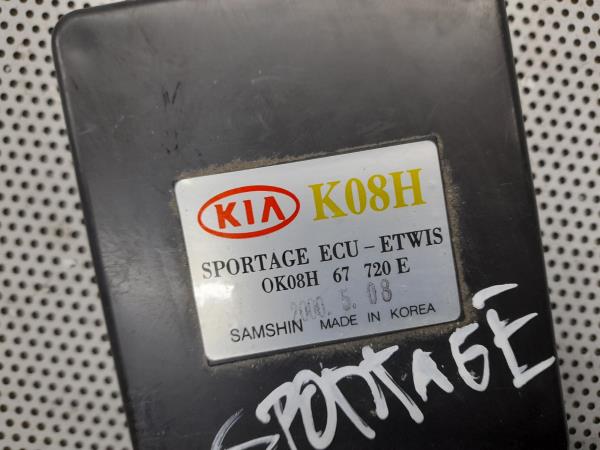 KIA K08H
SPORTAGE ECU-ETWIS
OK08H 67 720 E
2000. 5. 08
SAMSHIN MADE IN KOREA
SPORTAGE